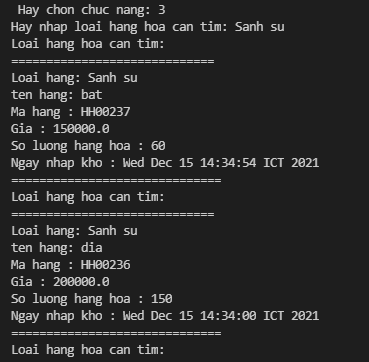 Hay chon chuc nang: 3
Hay nhap loai hang hoa can tim: Sanh su
Loai hang hoa can tim:
=============================
Loai hang: Sanh su
ten hang: bat
Ma hang : HH00237
Gia : 150000.0
So luong hang hoa : 60
Ngay nhap kho : Wed Dec 15 14:34:54 ICT 2021
==============================
Loai hang hoa can tim:
=============================
Loai hang: Sanh su
ten hang: dia
Ma hang : HH00236
Gia : 200000.0
So luong hang hoa : 150
Ngay nhap kho : Wed Dec 15 14:34:00 ICT 2021
==============================
Loai hang hoa can tim: